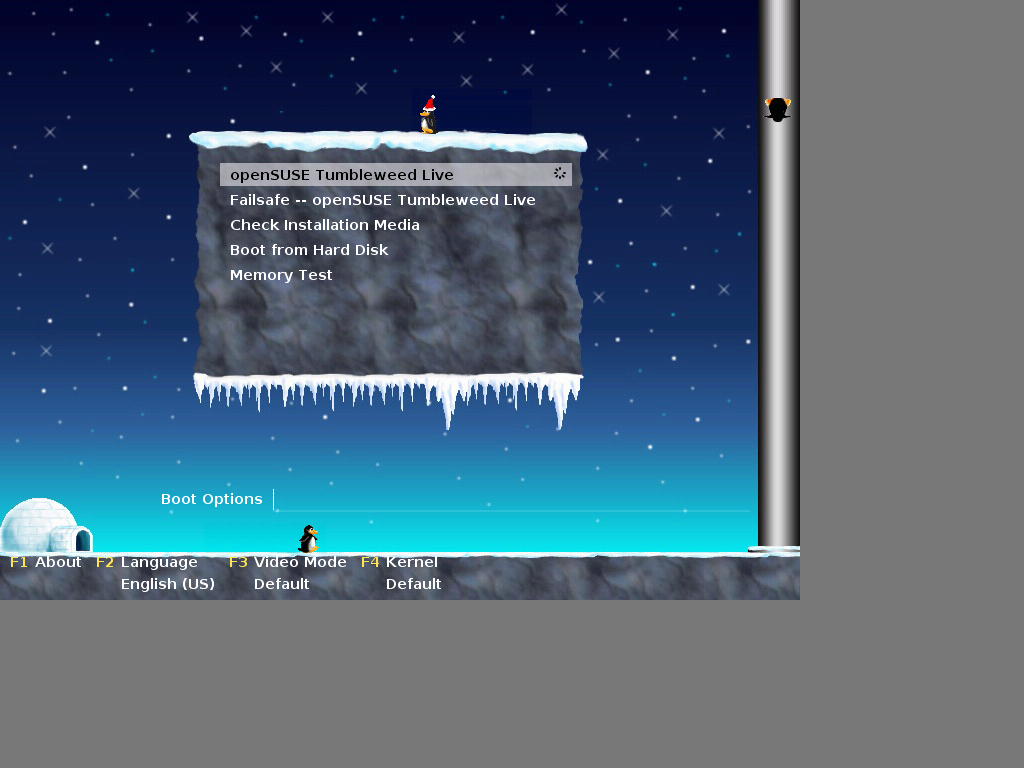 openSUSE Tumbleweed Live
Failsafe -- openSUSE Tumbleweed Live
Check Installation Media
Boot from Hard Disk
Memory Test
Boot Options
F1 About F2 Language F3 Video Mode F4 Kernel
English (US) Default Default